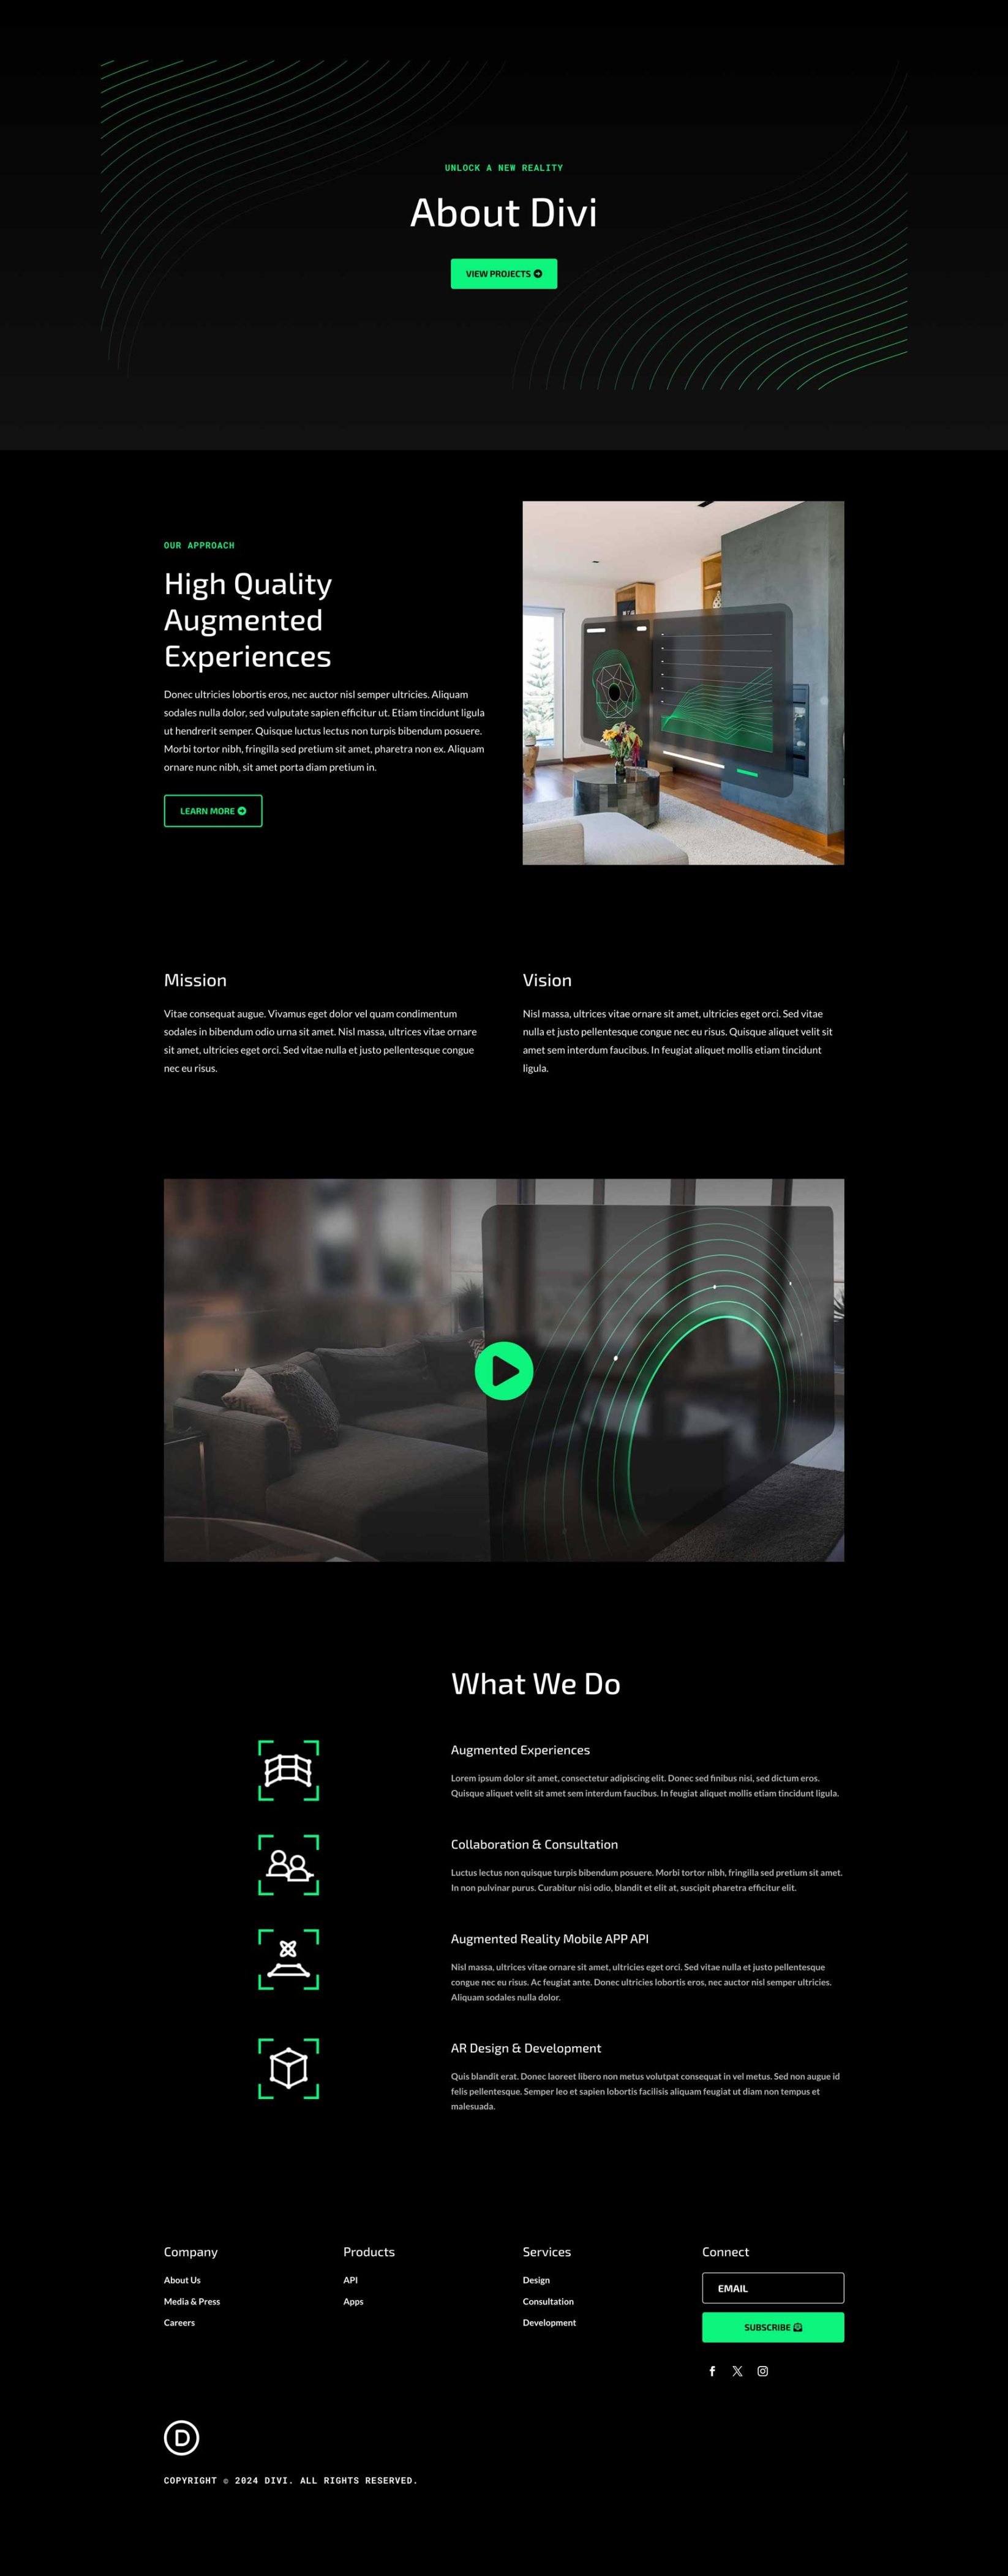 UNLOCK A NEW REALITY
About Divi
VIEW PROJECTS
OUR APPROACH
High Quality
Augmented
Experiences
Donec ultricies lobortis eros, nec auctor nisl semper ultricies. Aliquam
sodales nulla dolor, sed vulputate sapien efficitur ut. Etiam tincidunt ligula
ut hendrerit semper. Quisque luctus lectus non turpis bibendum posuere.
Morbi tortor nibh, fringilla sed pretium sit amet, pharetra non ex. Aliquam
ornare nunc nibh, sit amet porta diam pretium in.
LEARN MORE
Mission
Vitae consequat augue. Vivamus eget dolor vel quam condimentum
sodales in bibendum odio urna sit amet. Nisl massa, ultrices vitae ornare
sit amet, ultricies eget orci. Sed vitae nulla et justo pellentesque congue
nec eu risus.
Vision
Nisl massa, ultrices vitae ornare sit amet, ultricies eget orci. Sed vitae
nulla et justo pellentesque congue nec eu risus. Quisque aliquet velit sit
amet sem interdum faucibus. In feugiat aliquet mollis etiam tincidunt
ligula.
What We Do
Augmented Experiences
Lorem ipsum dolor sit amet, consectetur adipiscing elit. Donec sed finibus nisi, sed dictum eros.
Quisque aliquet velit sit amet sem interdum faucibus. In feugiat aliquet mollis etiam tincidunt ligula.
Collaboration & Consultation
Luctus lectus non quisque turpis bibendum posuere. Morbi tortor nibh, fringilla sed pretium sit amet.
In non pulvinar purus. Curabitur nisi odio, blandit et elit at, suscipit pharetra efficitur elit.
Augmented Reality Mobile APP API
Nisl massa, ultrices vitae ornare sit amet, ultricies eget orci. Sed vitae nulla et justo pellentesque
congue nec eu risus. Ac feugiat ante. Donec ultricies lobortis eros, nec auctor nisl semper ultricies.
Aliquam sodales nulla dolor.
AR Design & Development
Quis blandit erat. Donec laoreet libero non metus volutpat consequat in vel metus. Sed non augue id
felis pellentesque. Semper leo et sapien lobortis facilisis aliquam feugiat ut diam non tempus et
malesuada.
Company
About Us
Media & Press
Careers
Products
API
Apps
Services
Design
Consultation
Development
Connect
EMAIL
SUBSCRIBE
D
COPYRIGHT © 2024 DIVI. ALL RIGHTS RESERVED.